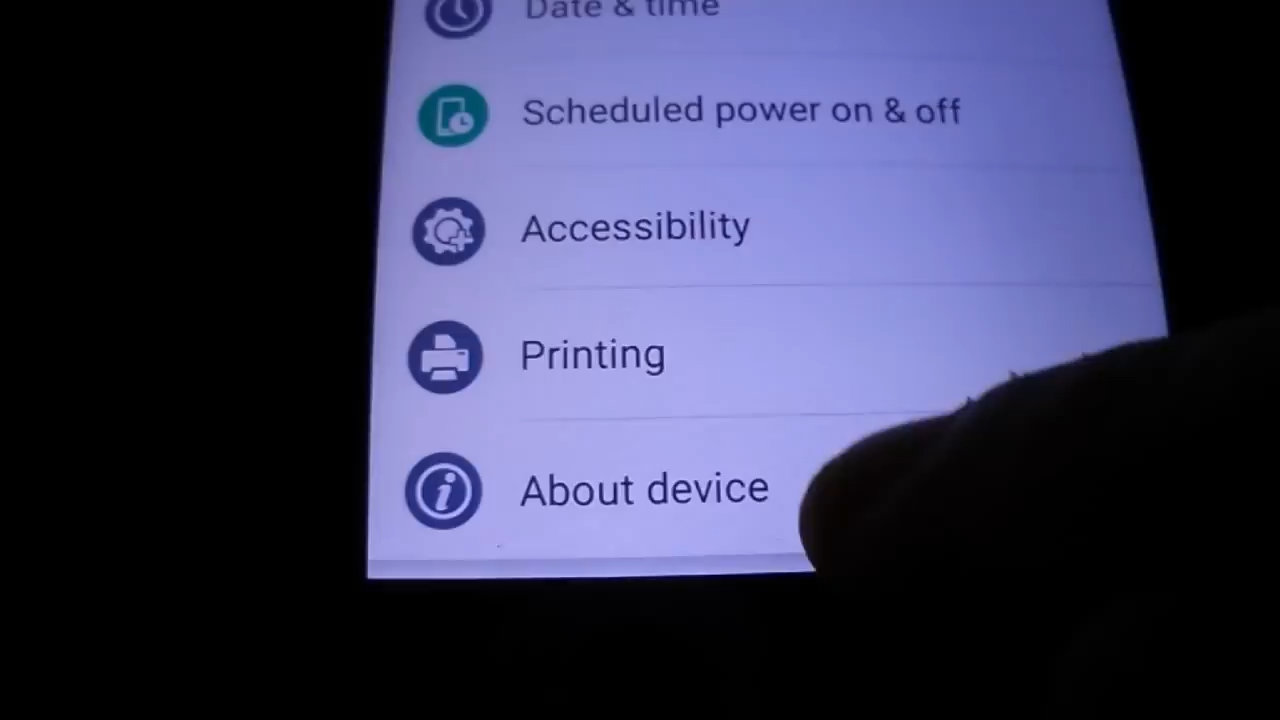 Date & time
Scheduled power on & off
Accessibility
Printing
About device